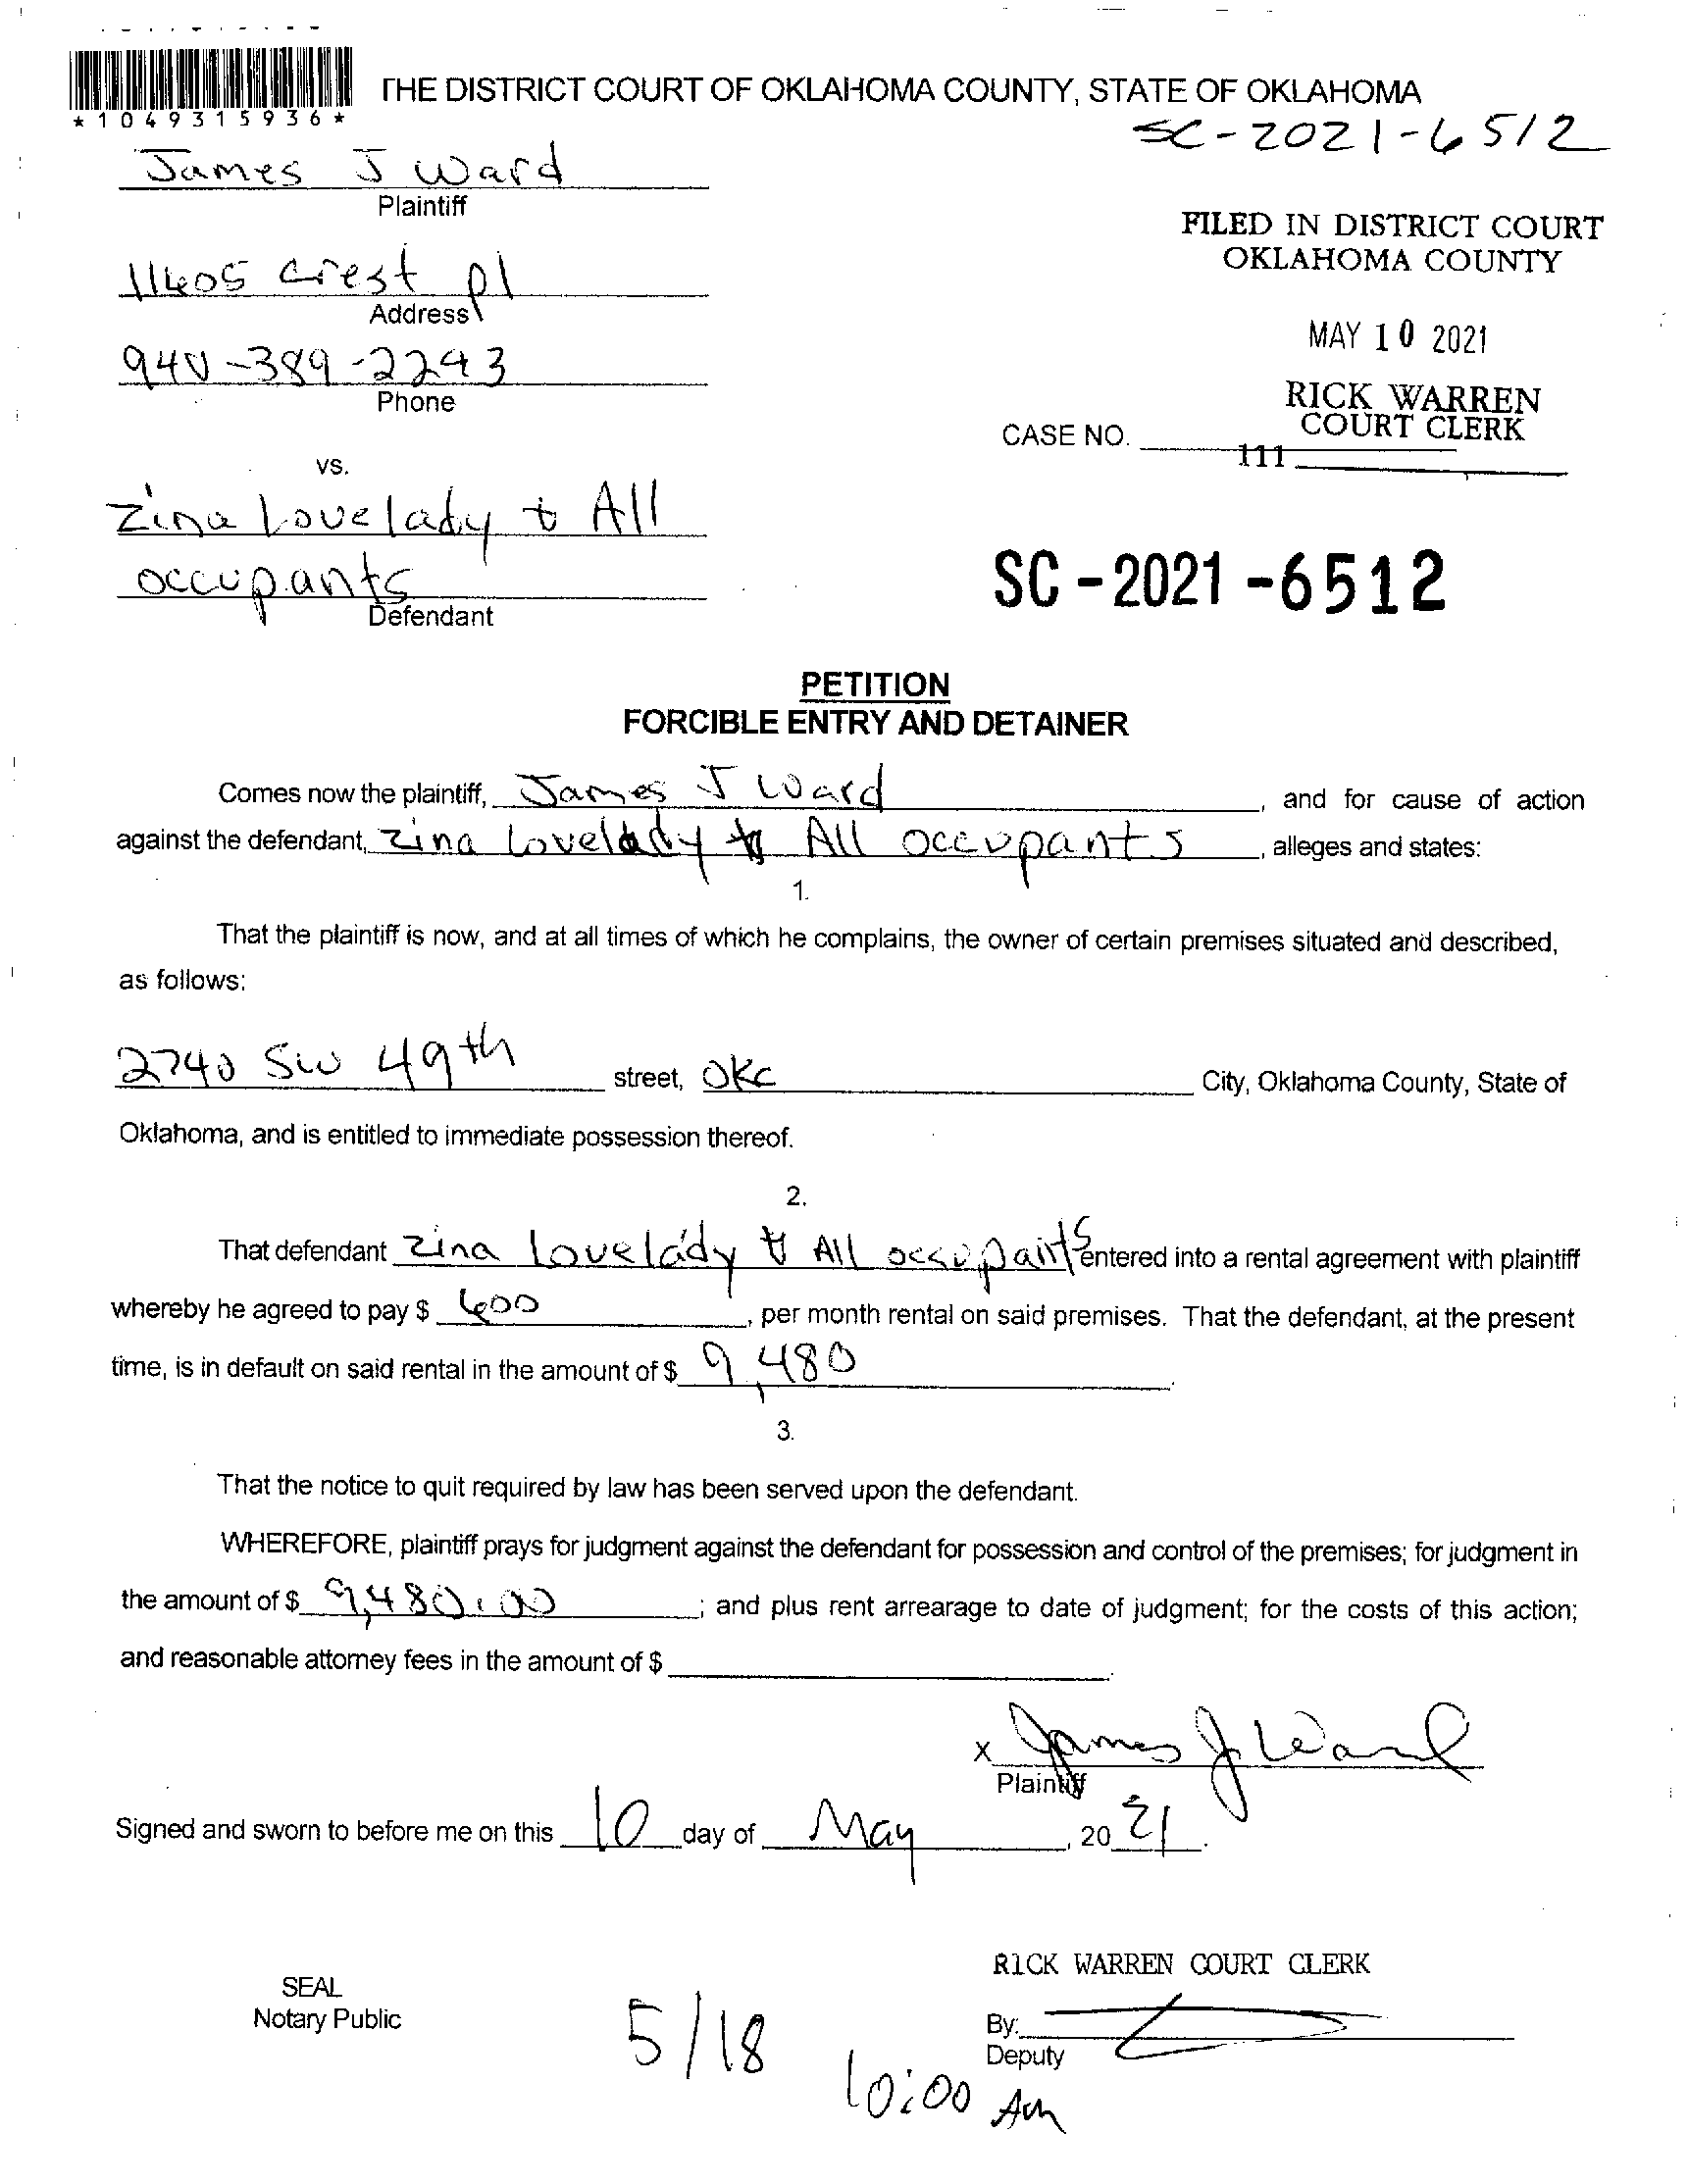 *1049315936*
THE DISTRICT COURT OF OKLAHOMA COUNTY, STATE OF OKLAHOMA
SC-2021-6512
James J Ward
Plaintiff
FILED IN DISTRICT COURT
OKLAHOMA COUNTY
11605 Crest pl
Address
MAY 10 2021
940-389-2293
Phone
RICK WARREN
COURT CLERK
CASE NO.
111
vs.
Zina Lovelady & All
occupants
Defendant
SC-2021-6512
PETITION
FORCIBLE ENTRY AND DETAINER
Comes now the plaintiff, James J Ward, and for cause of action
against the defendant, Zina Lovelady & All occupants, alleges and states:
1.
That the plaintiff is now, and at all times of which he complains, the owner of certain premises situated and described,
as follows:
2740 SW 49th street, OKC City, Oklahoma County, State of
Oklahoma, and is entitled to immediate possession thereof.
2.
That defendant Zina Lovelady & All occupants entered into a rental agreement with plaintiff
whereby he agreed to pay $ 600, per month rental on said premises. That the defendant, at the present
time, is in default on said rental in the amount of $ 9,480.
3.
That the notice to quit required by law has been served upon the defendant.
WHEREFORE, plaintiff prays for judgment against the defendant for possession and control of the premises; for judgment in
the amount of $ 9,480.00; and plus rent arrearage to date of judgment; for the costs of this action;
and reasonable attorney fees in the amount of $
x James J Ward
Plaintiff
Signed and sworn to before me on this 10 day of May, 2021.
RICK WARREN COURT CLERK
SEAL
Notary Public
By:
Deputy
5/18
10:00 Am